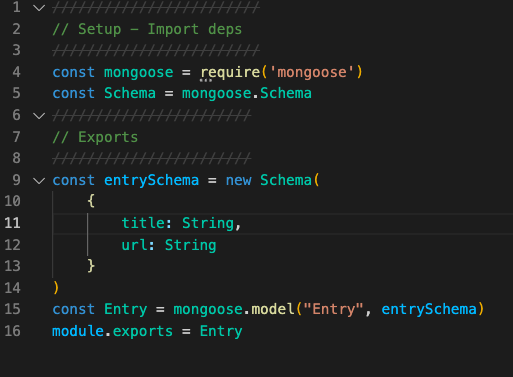 1 /////////////////////////
2 // Setup - Import deps
3 /////////////////////////
4 const mongoose = require('mongoose')
5 const Schema = mongoose.Schema
6 ////////////////////////
7 // Exports
8 ////////////////////////
9 const entrySchema = new Schema(
10 {
11 title: String,
12 url: String
13 }
14 )
15 const Entry = mongoose.model("Entry", entrySchema)
16 module.exports = Entry